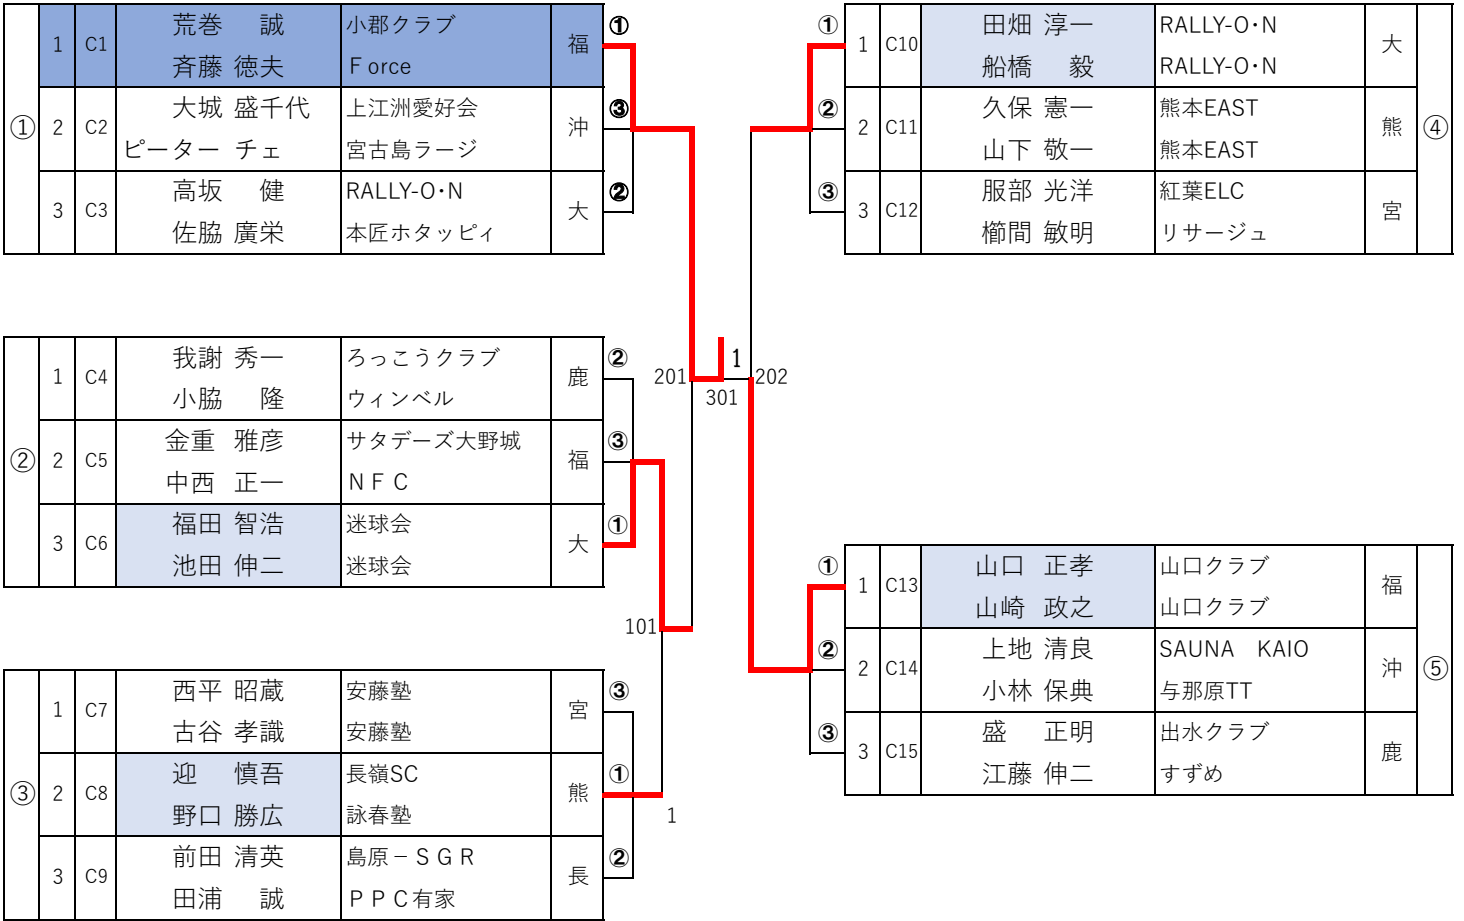 ①
1 C1 荒巻 誠 小郡クラブ 福 ①
斉藤 徳夫 Force
2 C2 大城 盛千代 上江洲愛好会 沖 ③
ピーター チェ 宮古島ラージ
3 C3 高坂 健 RALLY-O・N 大 ②
佐脇 廣栄 本匠ホタッピィ
②
1 C4 我謝 秀一 ろっこうクラブ 鹿 ②
小脇 隆 ウィンベル
2 C5 金重 雅彦 サタデーズ大野城 福 ③
中西 正一 ＮＦＣ
3 C6 福田 智浩 迷球会 大 ①
池田 伸二 迷球会
③
1 C7 西平 昭蔵 安藤塾 宮 ③
古谷 孝識 安藤塾
2 C8 迎 慎吾 長嶺SC 熊 ①
野口 勝広 詠春塾
3 C9 前田 清英 島原－ＳＧＲ 長 ②
田浦 誠 ＰＰＣ有家
201
101
1
1
301
202
① 1 C10 田畑 淳一 RALLY-O・N 大
船橋 毅 RALLY-O・N
② 2 C11 久保 憲一 熊本EAST 熊
山下 敬一 熊本EAST
③ 3 C12 服部 光洋 紅葉ELC 宮
櫛間 敏明 リサージュ
④
① 1 C13 山口 正孝 山口クラブ 福
山崎 政之 山口クラブ
② 2 C14 上地 清良 SAUNA　KAIO 沖
小林 保典 与那原TT
③ 3 C15 盛 正明 出水クラブ 鹿
江藤 伸二 すずめ
⑤